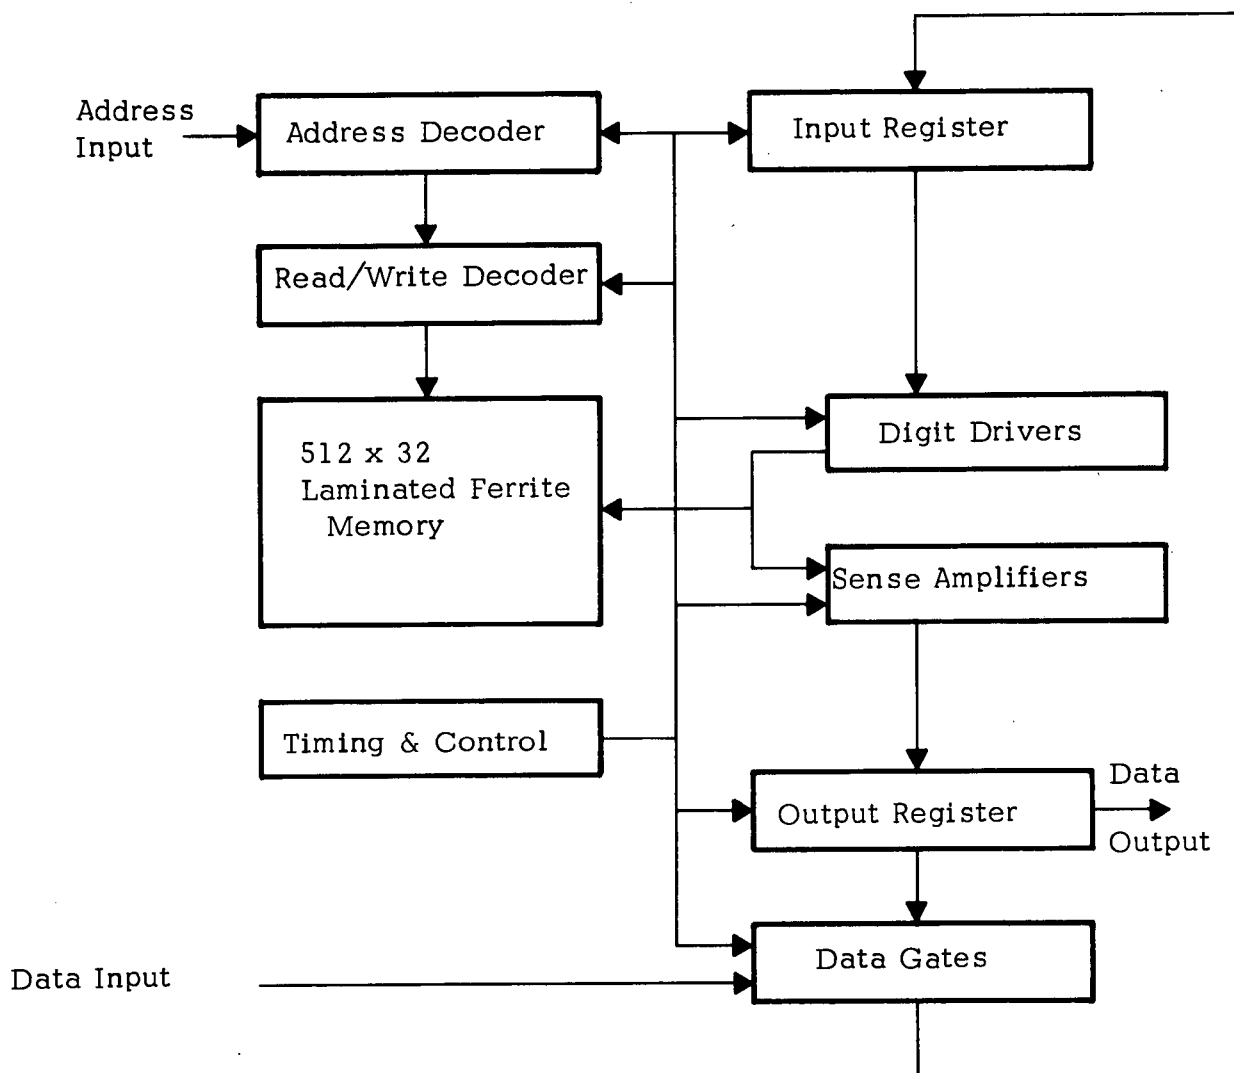 Address
Input
Address Decoder
Input Register
Read/Write Decoder
512 x 32
Laminated Ferrite
Memory
Digit Drivers
Sense Amplifiers
Timing & Control
Output Register
Data
Output
Data Gates
Data Input